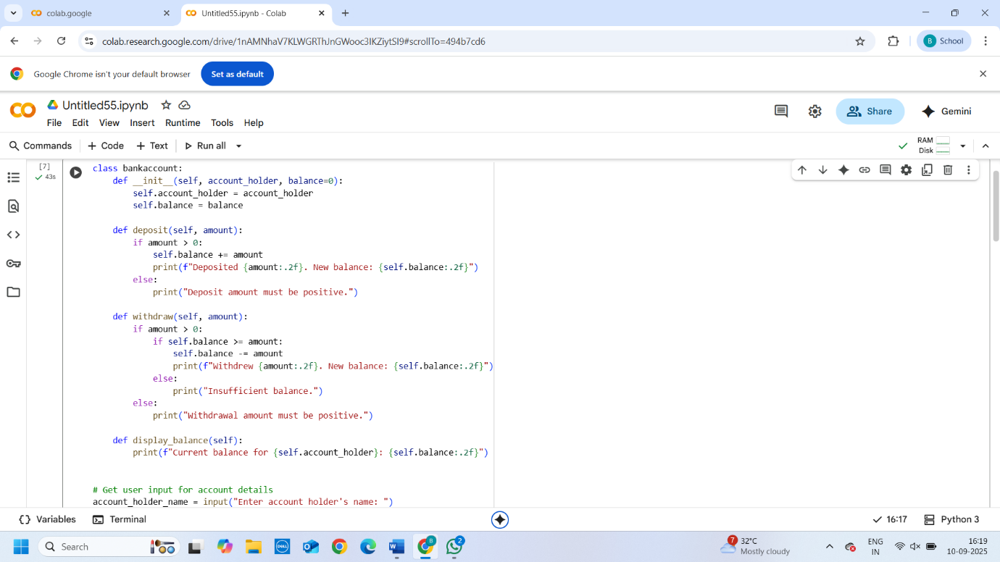 colab.google
Untitled55.ipynb - Colab
colab.research.google.com/drive/1nAMNhaV7KLWGRThJnGWooc3IKZiytSI9#scrollTo=494b7cd6
B School
Google Chrome isn't your default browser
Set as default
Untitled55.ipynb
Share
Gemini
File Edit View Insert Runtime Tools Help
Commands
+ Code
+ Text
Run all
RAM
Disk
[7]
43s
class bankaccount:
    def __init__(self, account_holder, balance=0):
        self.account_holder = account_holder
        self.balance = balance
    def deposit(self, amount):
        if amount > 0:
            self.balance += amount
            print(f"Deposited {amount:.2f}. New balance: {self.balance:.2f}")
        else:
            print("Deposit amount must be positive.")
    def withdraw(self, amount):
        if amount > 0:
            if self.balance >= amount:
                self.balance -= amount
                print(f"Withdrew {amount:.2f}. New balance: {self.balance:.2f}")
            else:
                print("Insufficient balance.")
        else:
            print("Withdrawal amount must be positive.")
    def display_balance(self):
        print(f"Current balance for {self.account_holder}: {self.balance:.2f}")
# Get user input for account details
account_holder_name = input("Enter account holder's name: ")
Variables
Terminal
16:17
Python 3
Search
DELL
W
B
2
7
32°C
Mostly cloudy
ENG
IN
16:19
10-09-2025